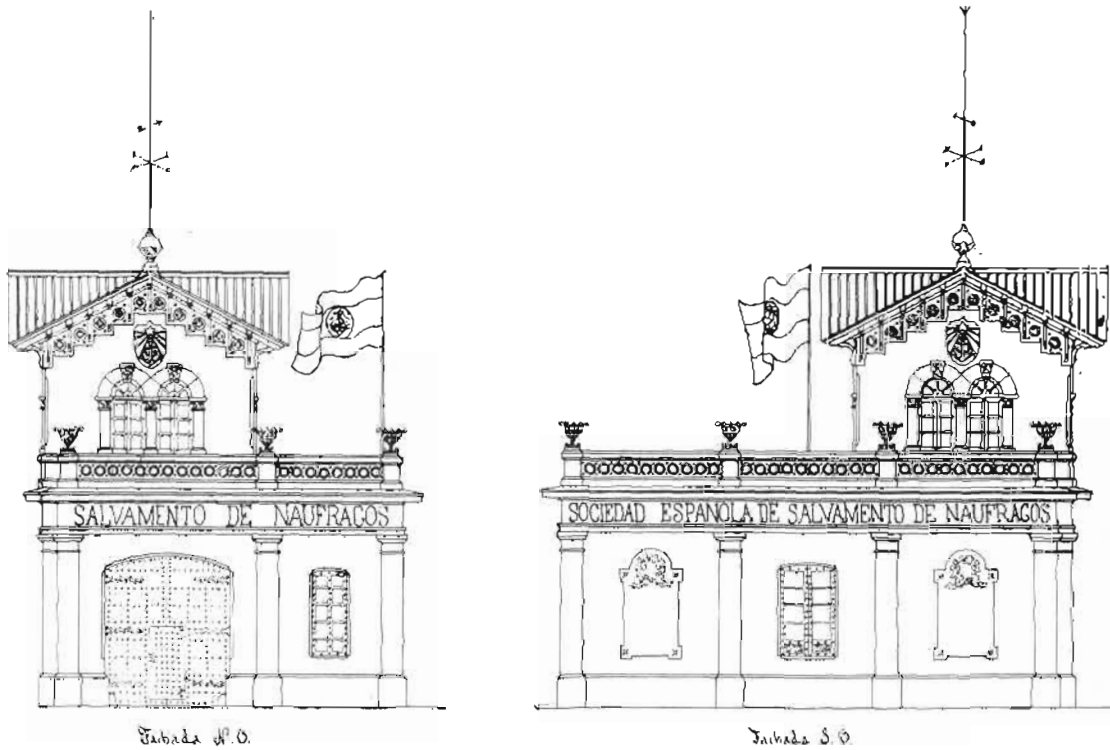 SALVAMENTO DE NAUFRAGOS
SOCIEDAD ESPAÑOLA DE SALVAMENTO DE NAUFRAGOS
Fachada N.O.
Fachada S.O.